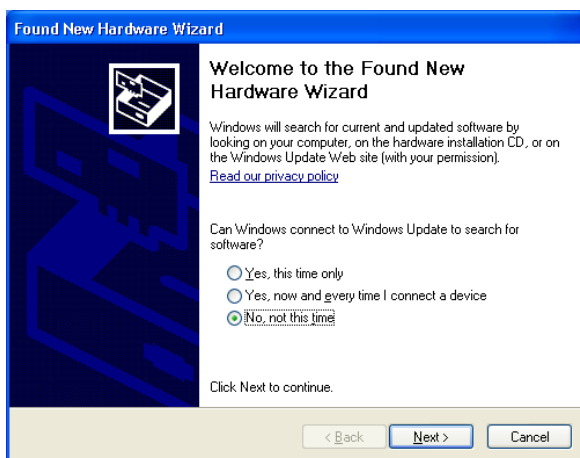 Found New Hardware Wizard
Welcome to the Found New
Hardware Wizard
Windows will search for current and updated software by
looking on your computer, on the hardware installation CD, or on
the Windows Update Web site (with your permission).
Read our privacy policy
Can Windows connect to Windows Update to search for
software?
Yes, this time only
Yes, now and every time I connect a device
No, not this time
Click Next to continue.
< Back
Next >
Cancel